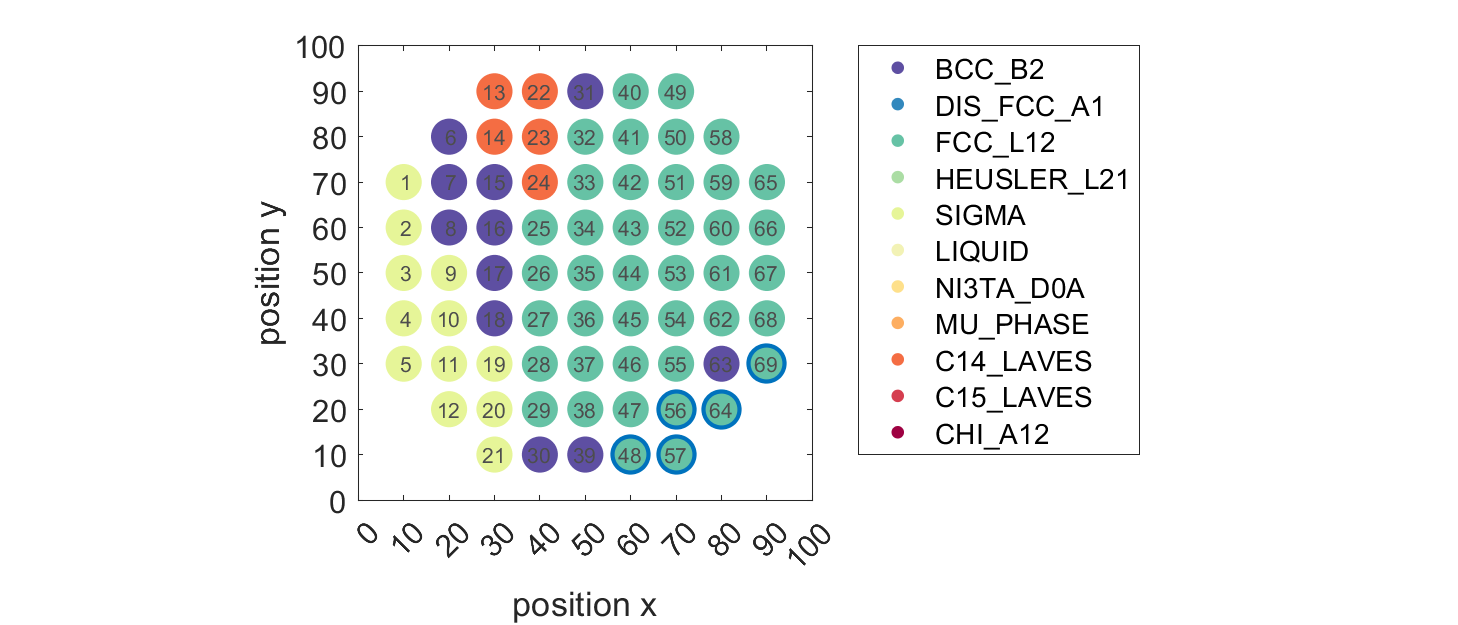 100
90
80
70
60
50
40
30
20
10
0
13 22 31 40 49
6 14 23 32 41 50 58
1 7 15 24 33 42 51 59 65
2 8 16 25 34 43 52 60 66
3 9 17 26 35 44 53 61 67
4 10 18 27 36 45 54 62 68
5 11 19 28 37 46 55 63 69
12 20 29 38 47 56 64
21 30 39 48 57
0 10 20 30 40 50 60 70 80 90 100
position x
position y
BCC_B2
DIS_FCC_A1
FCC_L12
HEUSLER_L21
SIGMA
LIQUID
NI3TA_D0A
MU_PHASE
C14_LAVES
C15_LAVES
CHI_A12